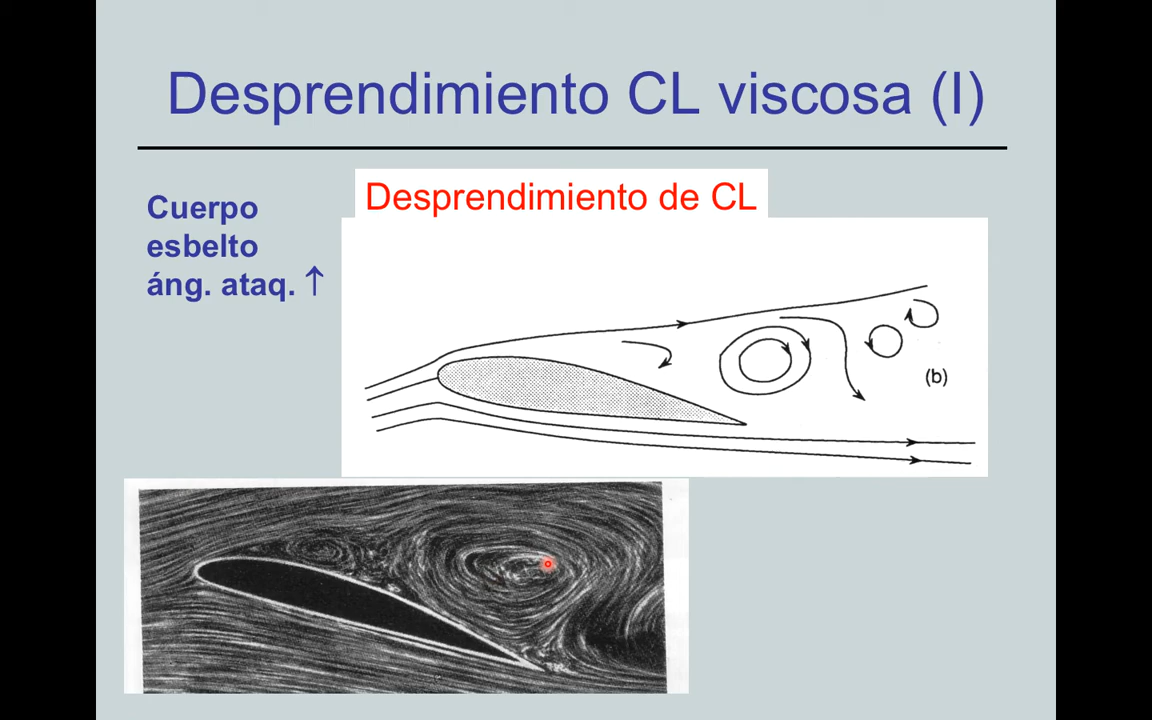 Desprendimiento CL viscosa (I)
Desprendimiento de CL
Cuerpo
esbelto
áng. ataq. ↑
(b)